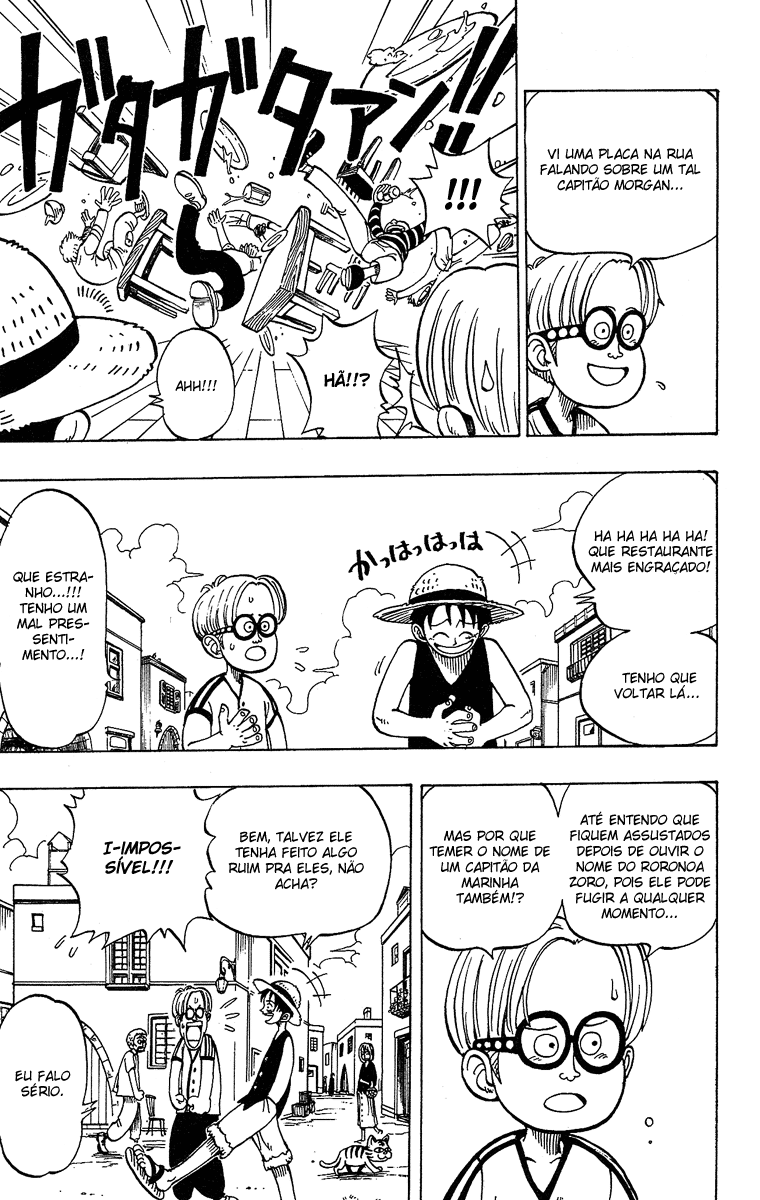 VI UMA PLACA NA RUA
FALANDO SOBRE UM TAL
CAPITÃO MORGAN...
ガタガタアン!!
!!!
HÃ!!?
AHH!!!
HA HA HA HA HA!
QUE RESTAURANTE
MAIS ENGRAÇADO!
TENHO QUE
VOLTAR LÁ...
かっはっはっは
QUE ESTRA-
NHO...!!!
TENHO UM
MAL PRES-
SENTI-
MENTO...!
ATÉ ENTENDO QUE
FIQUEM ASSUSTADOS
DEPOIS DE OUVIR O
NOME DO RORONOA
ZORO, POIS ELE PODE
FUGIR A QUALQUER
MOMENTO...
MAS POR QUE
TEMER O NOME DE
UM CAPITÃO DA
MARINHA
TAMBÉM!?
BEM, TALVEZ ELE
TENHA FEITO ALGO
RUIM PRA ELES, NÃO
ACHA?
I-IMPOS-
SÍVEL!!!
EU FALO
SÉRIO.